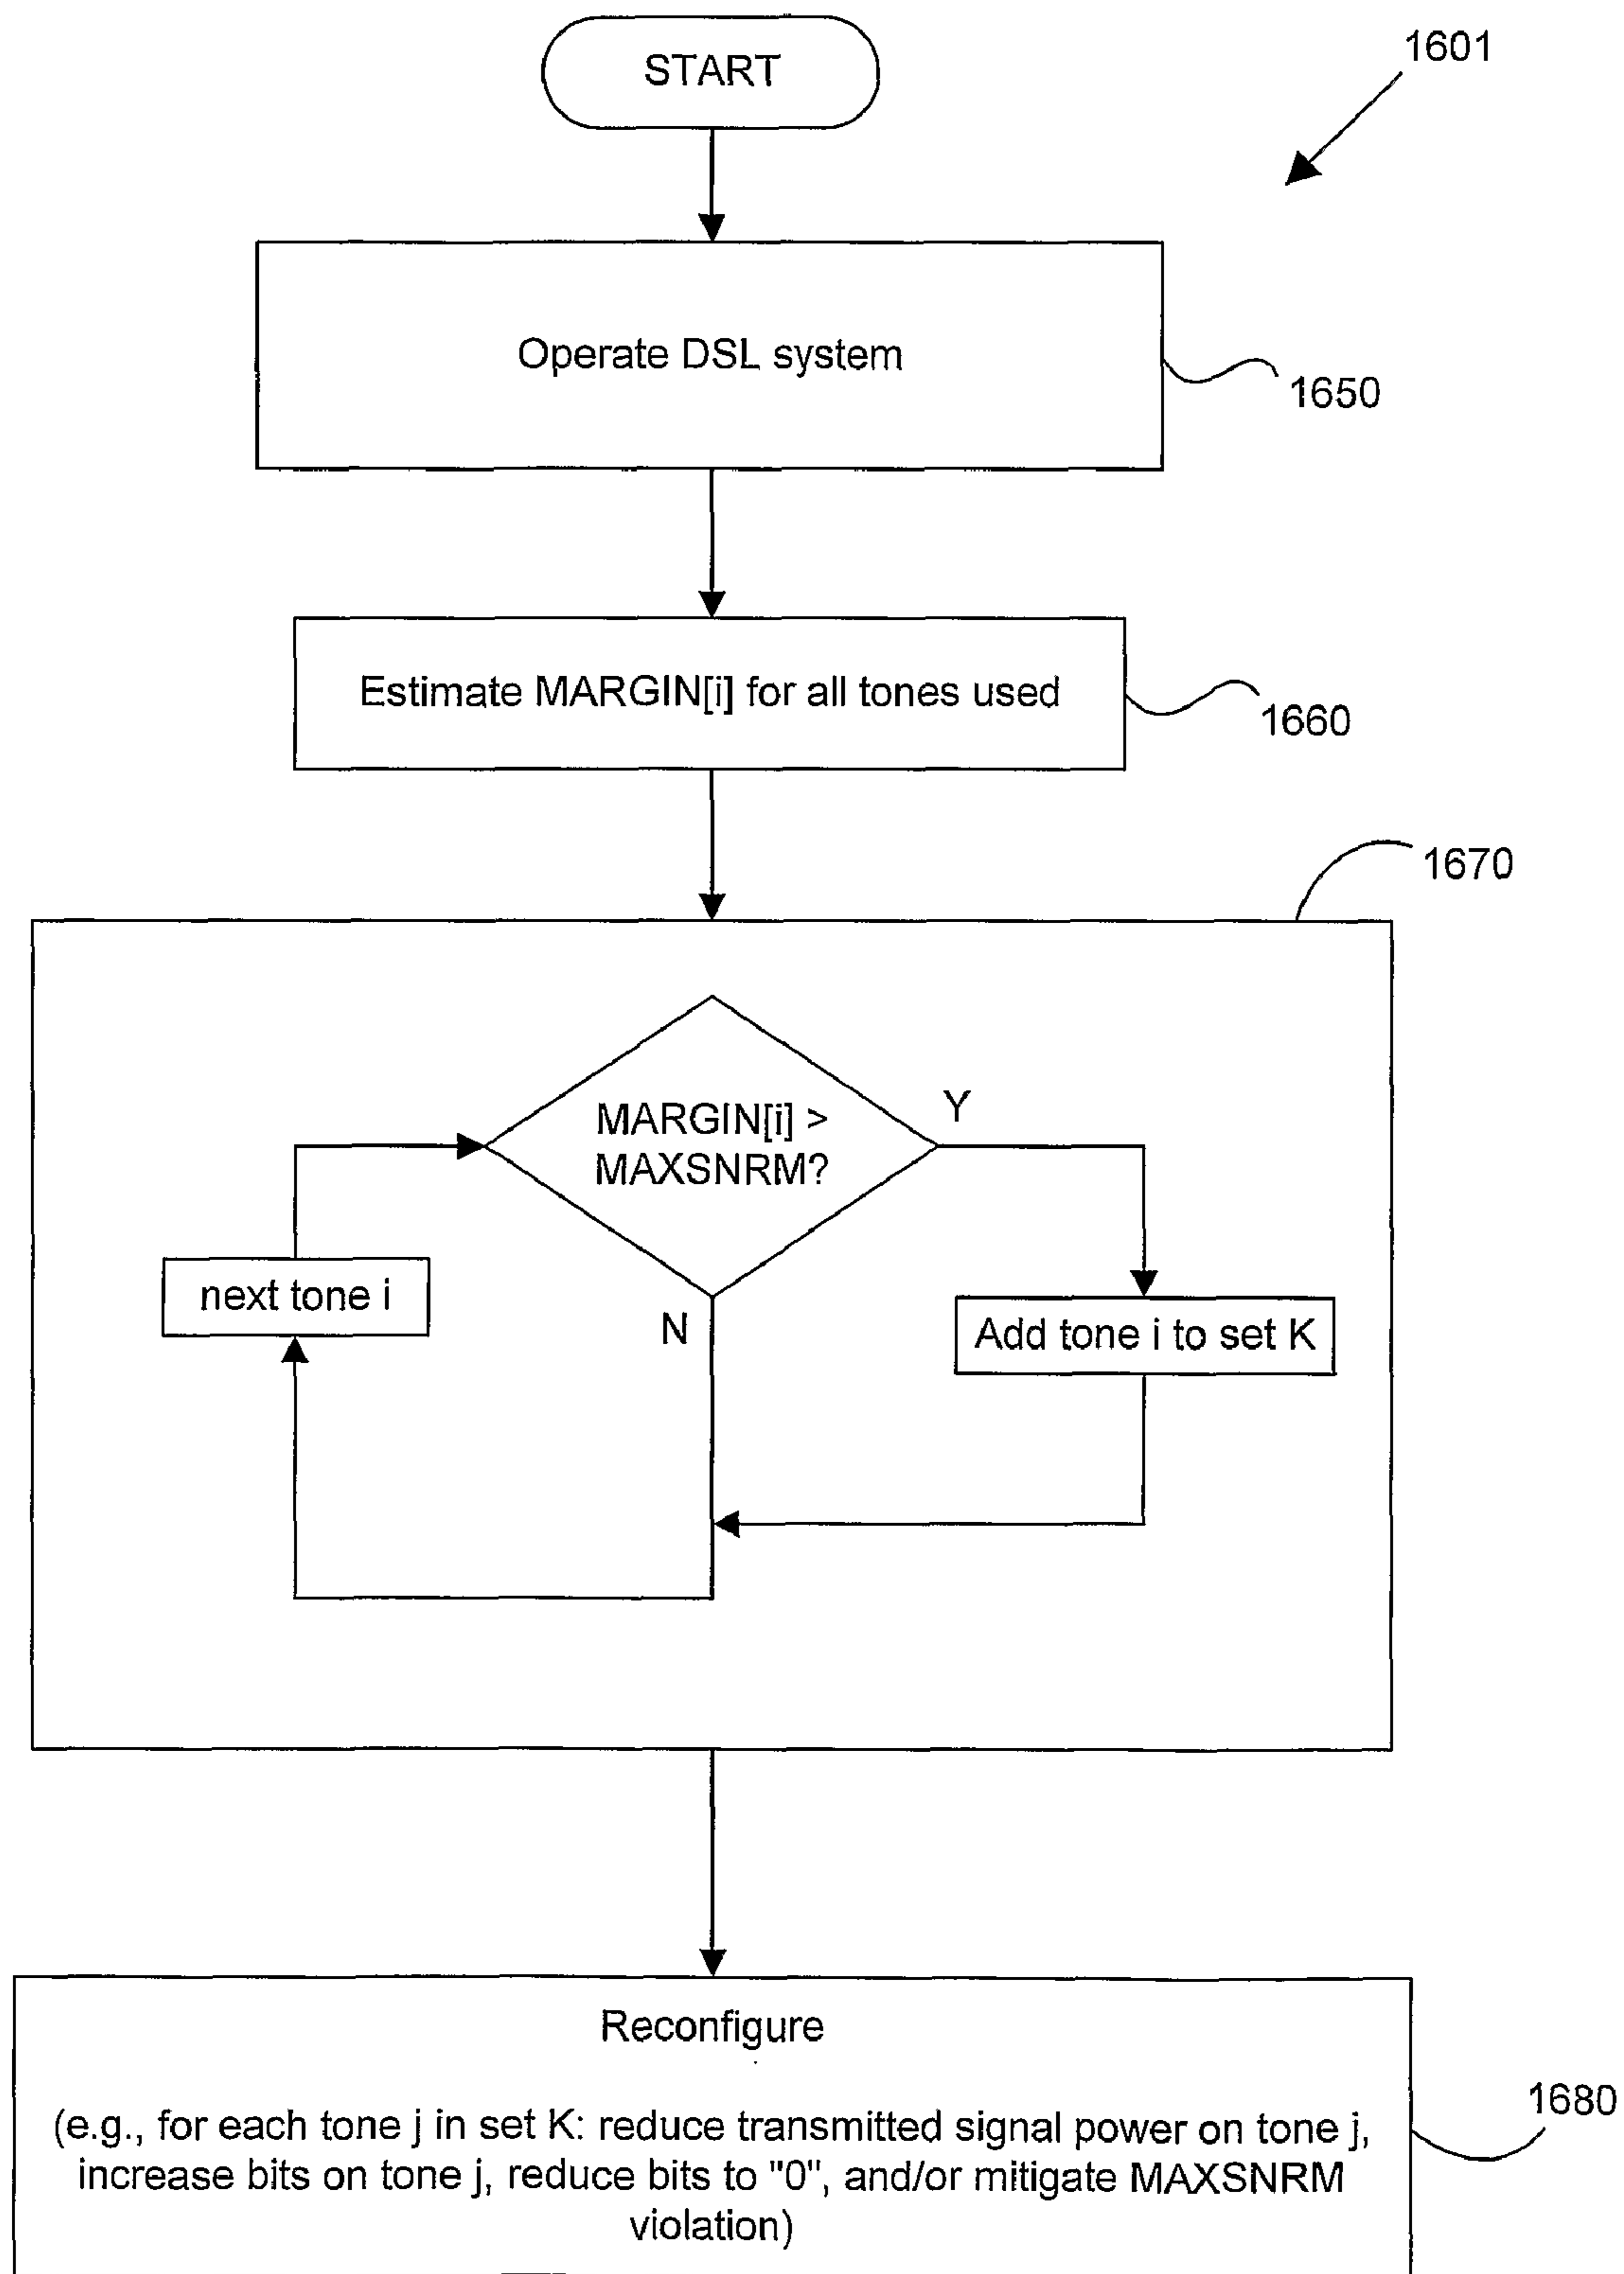 START
1601
Operate DSL system
1650
Estimate MARGIN[i] for all tones used
1660
1670
MARGIN[i] >
MAXSNRM?
Y
next tone i
N
Add tone i to set K
Reconfigure
(e.g., for each tone j in set K: reduce transmitted signal power on tone j,
increase bits on tone j, reduce bits to "0", and/or mitigate MAXSNRM
violation)
1680